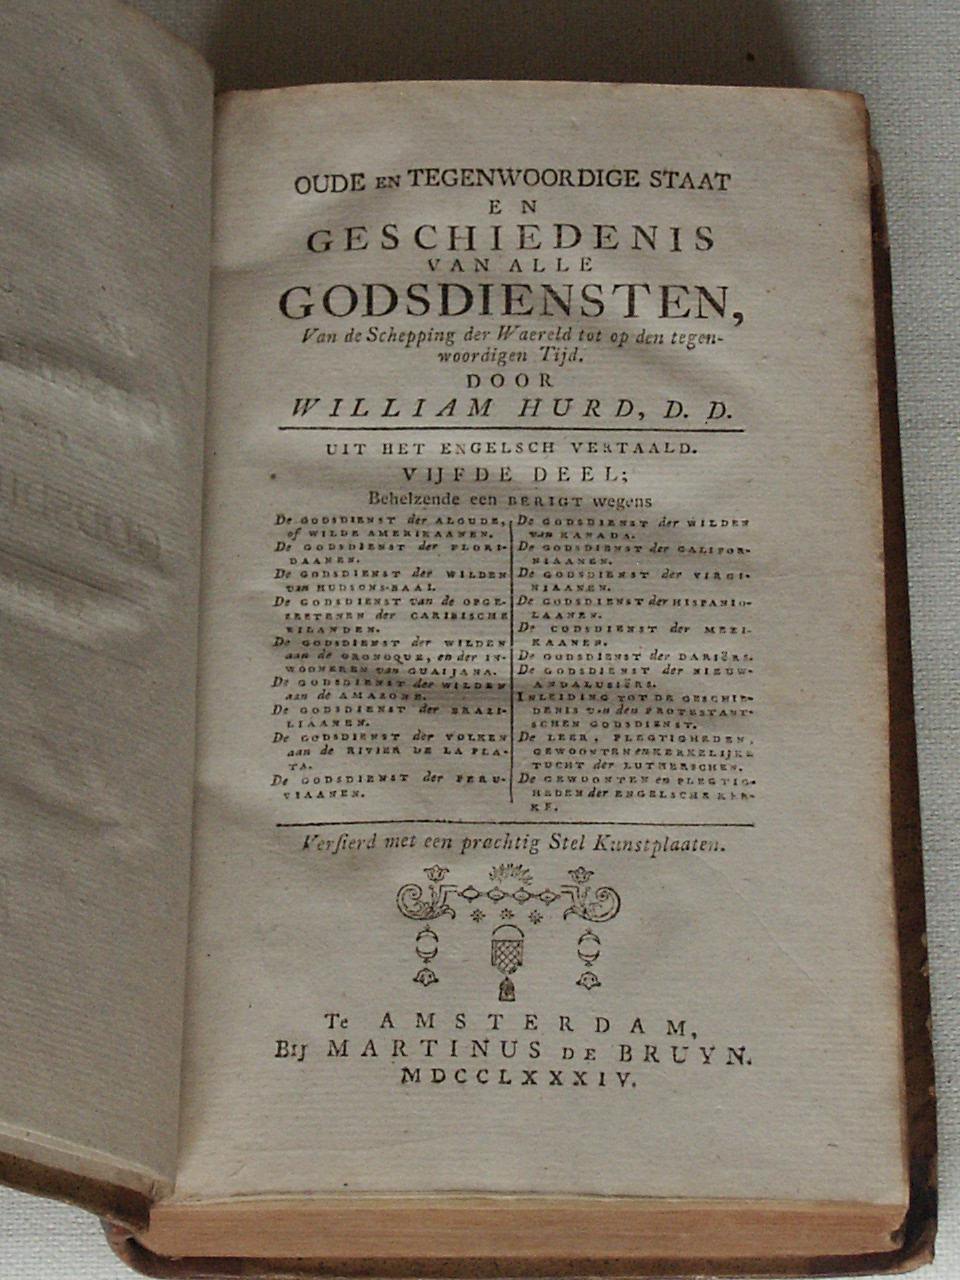 OUDE EN TEGENWOORDIGE STAAT
EN
GESCHIEDENIS
VAN ALLE
GODSDIENSTEN,
Van de Schepping der Waereld tot op den tegen-
woordigen Tijd.
DOOR
WILLIAM HURD, D. D.
UIT HET ENGELSCH VERTAALD.
VIJFDE DEEL;
Behelzende een BERIGT wegens
De GODSDIENST der ALOUDE,
of WILDE AMERIKAANEN.
De GODSDIENST der FLORI-
DAANEN.
De GODSDIENST der WILDEN
van HUDSONS-BAAI.
De GODSDIENST van de OPGE-
ZEETENEN der CARIBISCHE
EILANDEN.
De GODSDIENST der WILDEN
aan de ORONOQUE, en der IN-
WOONEREN van GUAIJANA.
De GODSDIENST der WILDEN
aan de AMAZONE.
De GODSDIENST der BRAZI-
LIAANEN.
De GODSDIENST der VOLKEN
aan de RIVIER DE LA PLA-
TA.
De GODSDIENST der PERU-
VIAANEN.
De GODSDIENST der WILDEN
van KANADA.
De GODSDIENST der CALIFOR-
NIAANEN.
De GODSDIENST der VIRGI-
NIAANEN.
De GODSDIENST der HISPANIO-
LAANEN.
De GODSDIENST der MEXI-
KAANEN.
De GODSDIENST der DARIËRS.
De GODSDIENST der NIEUW-
ANDALUSIËRS.
INLEIDING TOT DE GESCHIE-
DENIS van den PROTESTANT-
SCHEN GODSDIENST.
De LEER, PLEGTIGHEDEN,
GEWOONTEN en KERKELIJKE
TUCHT der LUTHERSCHEN.
De GEWOONTEN en PLEGTIG-
HEDEN der ENGELSCHE KER-
KE.
Versierd met een prachtig Stel Kunstplaaten.
Te AMSTERDAM,
Bij MARTINUS DE BRUYN.
MDCCLXXXIV.